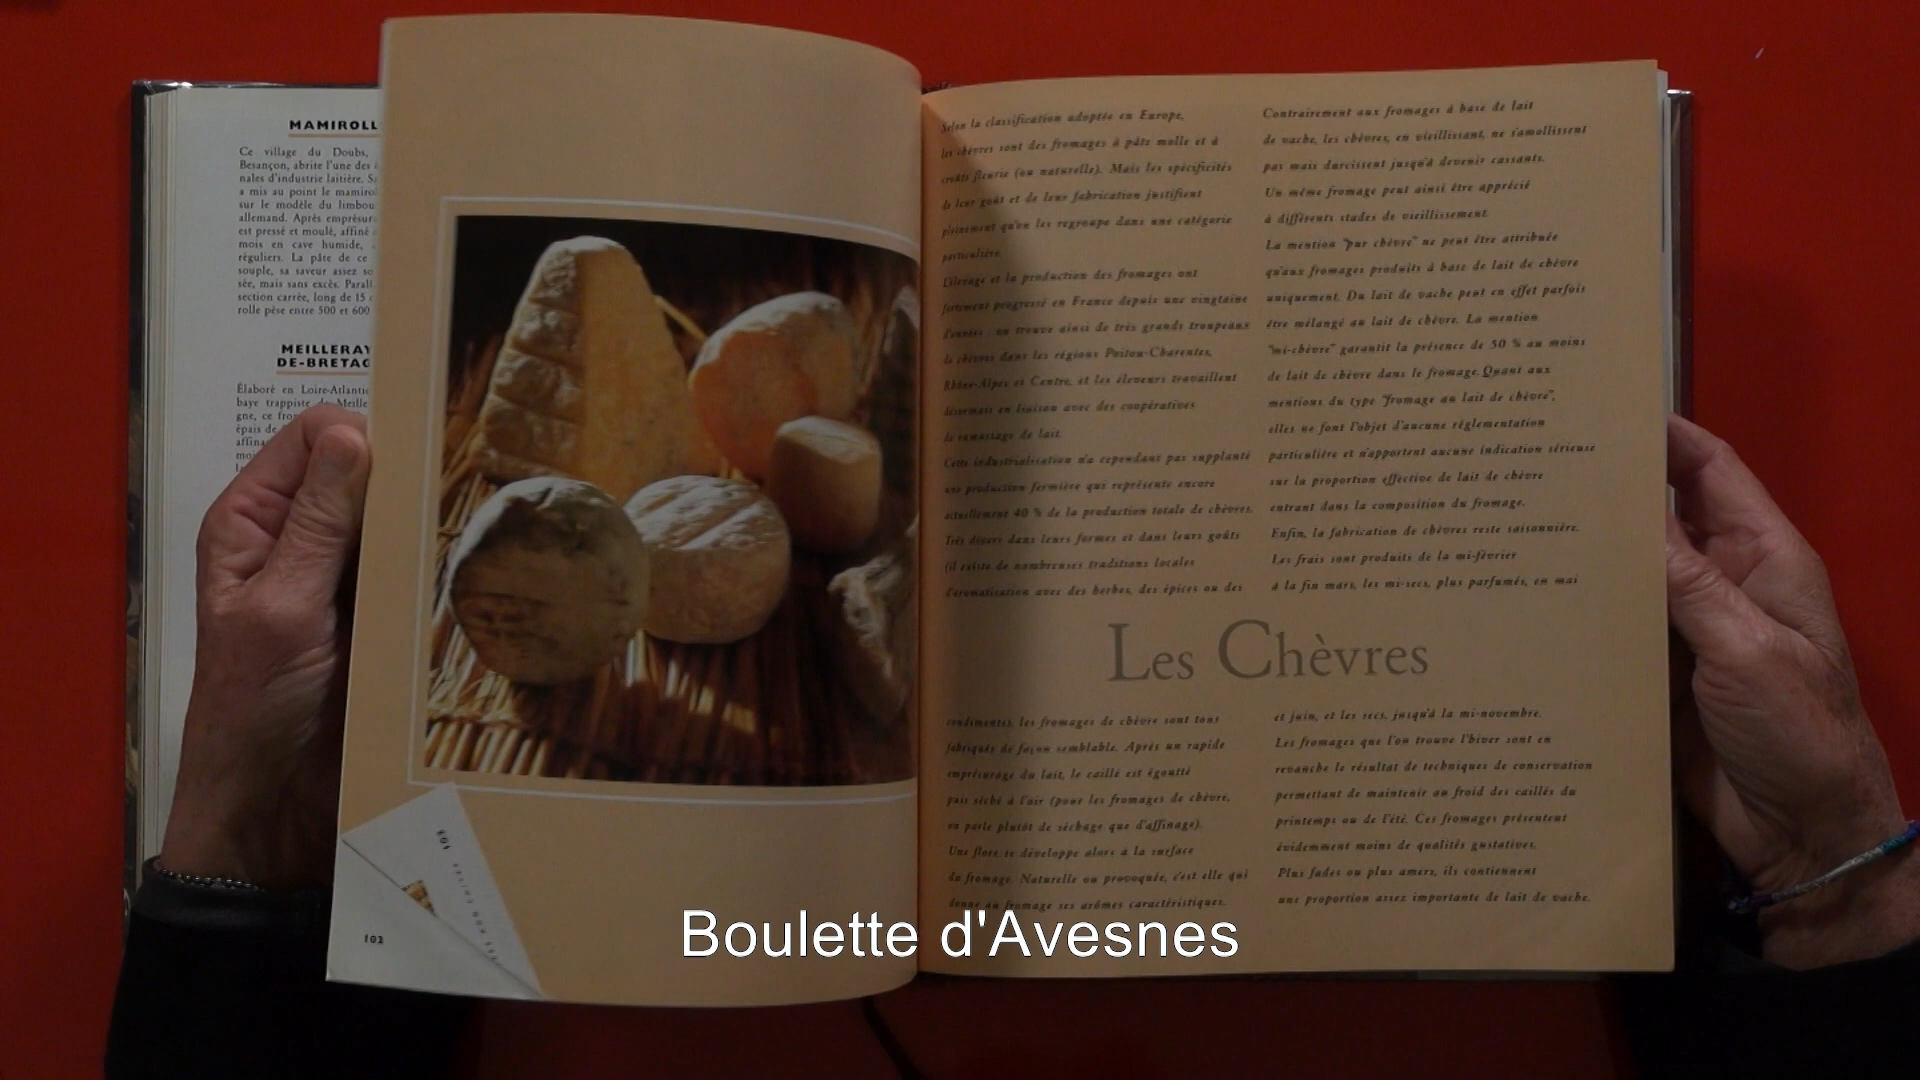 MAMIROLL
Ce village du Doubs,
Besançon, abrite l'une des
nales d'industrie laitière. S
a mis au point le mamiro
sur le modèle du limbou
allemand. Après emprésur
est pressé et moulé, affiné
mois en cave humide,
réguliers. La pâte de ce
souple, sa saveur assez so
sée, mais sans excès. Parall
section carrée, long de 15
rolle pèse entre 500 et 600
MEILLERAY
DE-BRETAG
Élaboré en Loire-Atlanti
baye trappiste de Meille
gne, ce fro
épais de
affina
moi
103
102
Selon la classification adoptée en Europe,
les chèvres sont des fromages à pâte molle et à
croûte fleurie (ou naturelle). Mais les spécificités
de leur goût et de leur fabrication justifient
pleinement qu'on les regroupe dans une catégorie
particulière.
L'élevage et la production des fromages ont
fortement progressé en France depuis une vingtaine
d'années : on trouve ainsi de très grands troupeaux
de chèvres dans les régions Poitou-Charentes,
Rhône-Alpes et Centre, et les éleveurs travaillent
désormais en liaison avec des coopératives
de ramassage de lait.
Cette industrialisation n'a cependant pas supplanté
une production fermière qui représente encore
actuellement 40 % de la production totale de chèvres.
Très divers dans leurs formes et dans leurs goûts
(il existe de nombreuses traditions locales
d'aromatisation avec des herbes, des épices ou des
Contrairement aux fromages à base de lait
de vache, les chèvres, en vieillissant, ne s'amollissent
pas mais durcissent jusqu'à devenir cassants.
Un même fromage peut ainsi être apprécié
à différents stades de vieillissement.
La mention "pur chèvre" ne peut être attribuée
qu'aux fromages produits à base de lait de chèvre
uniquement. Du lait de vache peut en effet parfois
être mélangé au lait de chèvre. La mention
"mi-chèvre" garantit la présence de 50 % au moins
de lait de chèvre dans le fromage. Quant aux
mentions du type "fromage au lait de chèvre",
elles ne font l'objet d'aucune réglementation
particulière et n'apportent aucune indication sérieuse
sur la proportion effective de lait de chèvre
entrant dans la composition du fromage.
Enfin, la fabrication de chèvres reste saisonnière.
Les frais sont produits de la mi-février
à la fin mars, les mi-secs, plus parfumés, en mai
Les Chèvres
condiments), les fromages de chèvre sont tous
fabriqués de façon semblable. Après un rapide
emprésurage du lait, le caillé est égoutté
puis séché à l'air (pour les fromages de chèvre,
on parle plutôt de séchage que d'affinage).
Une flore se développe alors à la surface
du fromage. Naturelle ou provoquée, c'est elle qui
donne au fromage ses arômes caractéristiques.
et juin, et les secs, jusqu'à la mi-novembre.
Les fromages que l'on trouve l'hiver sont en
revanche le résultat de techniques de conservation
permettant de maintenir au froid des caillés du
printemps ou de l'été. Ces fromages présentent
évidemment moins de qualités gustatives.
Plus fades ou plus amers, ils contiennent
une proportion assez importante de lait de vache.
Boulette d'Avesnes